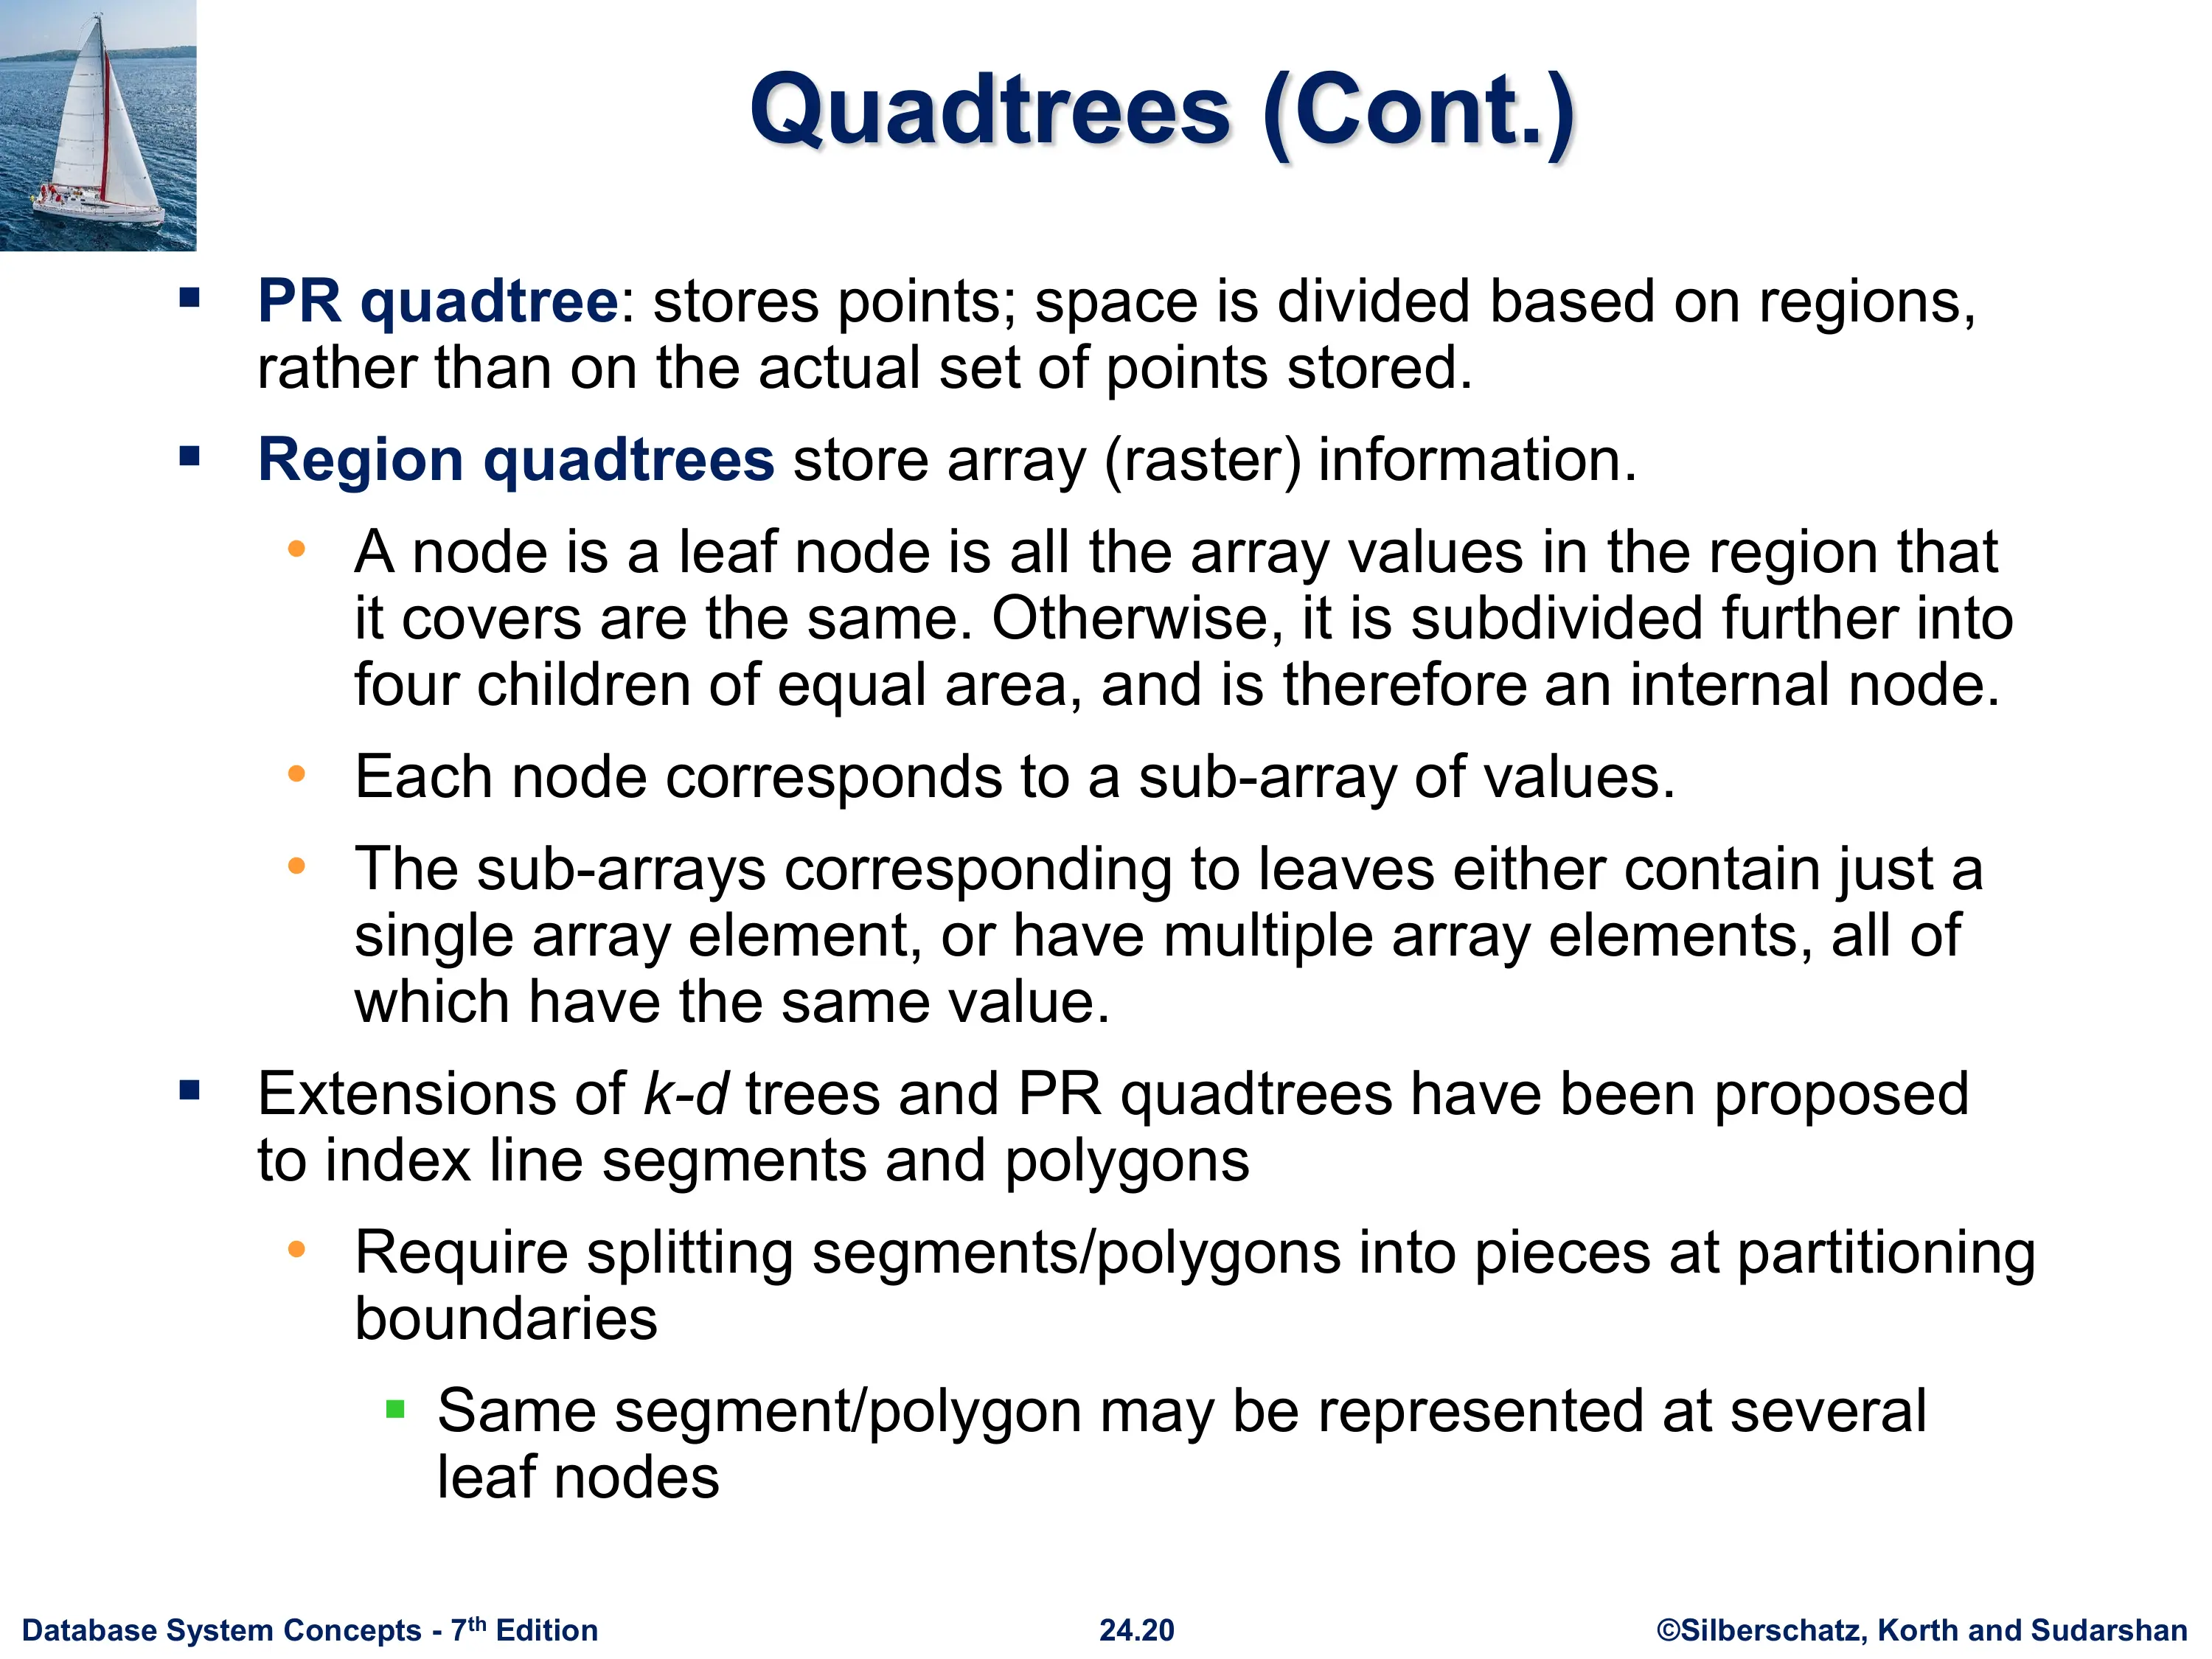 Quadtrees (Cont.)
▪ PR quadtree: stores points; space is divided based on regions,
rather than on the actual set of points stored.
▪ Region quadtrees store array (raster) information.
• A node is a leaf node is all the array values in the region that
it covers are the same. Otherwise, it is subdivided further into
four children of equal area, and is therefore an internal node.
• Each node corresponds to a sub-array of values.
• The sub-arrays corresponding to leaves either contain just a
single array element, or have multiple array elements, all of
which have the same value.
▪ Extensions of k-d trees and PR quadtrees have been proposed
to index line segments and polygons
• Require splitting segments/polygons into pieces at partitioning
boundaries
▪ Same segment/polygon may be represented at several
leaf nodes
Database System Concepts - 7th Edition
24.20
©Silberschatz, Korth and Sudarshan